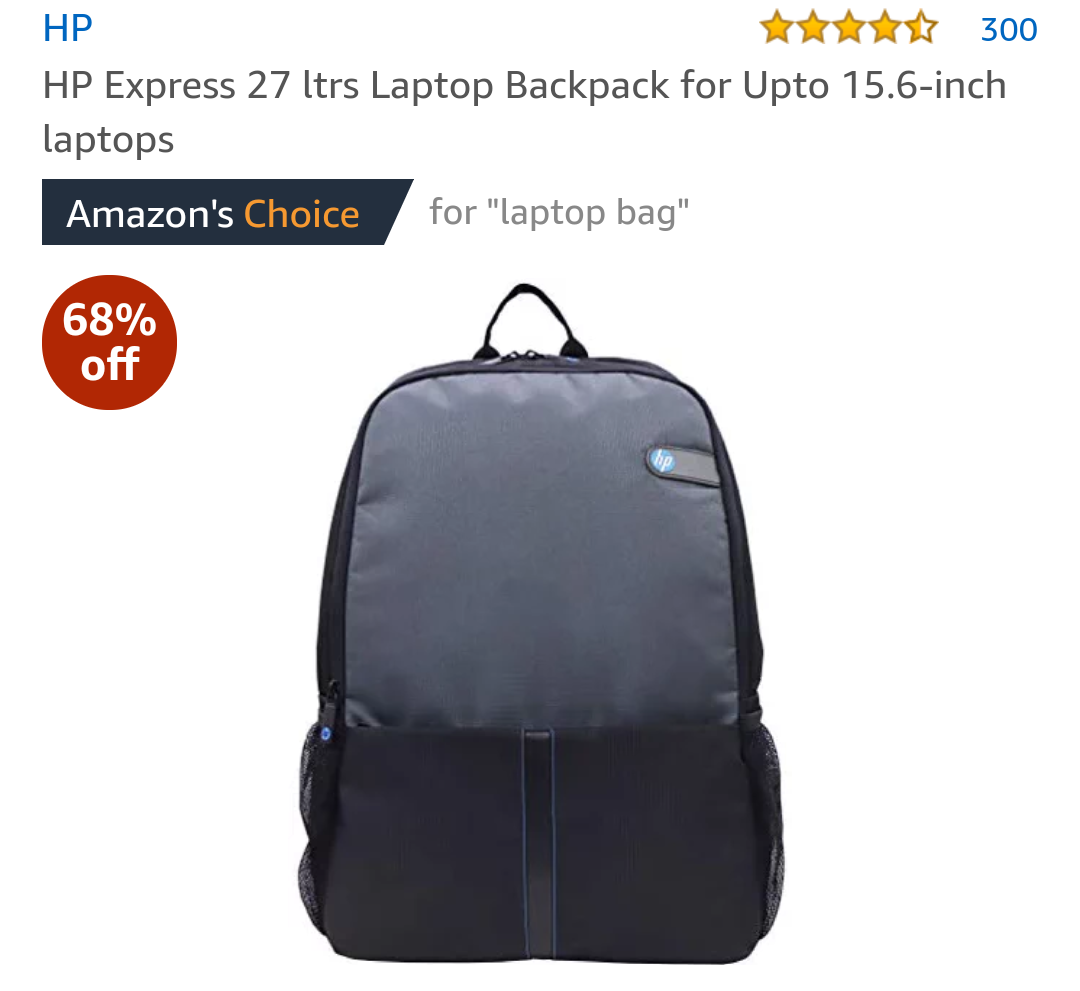 HP
300
HP Express 27 ltrs Laptop Backpack for Upto 15.6-inch
laptops
Amazon's Choice for "laptop bag"
68%
off
hp